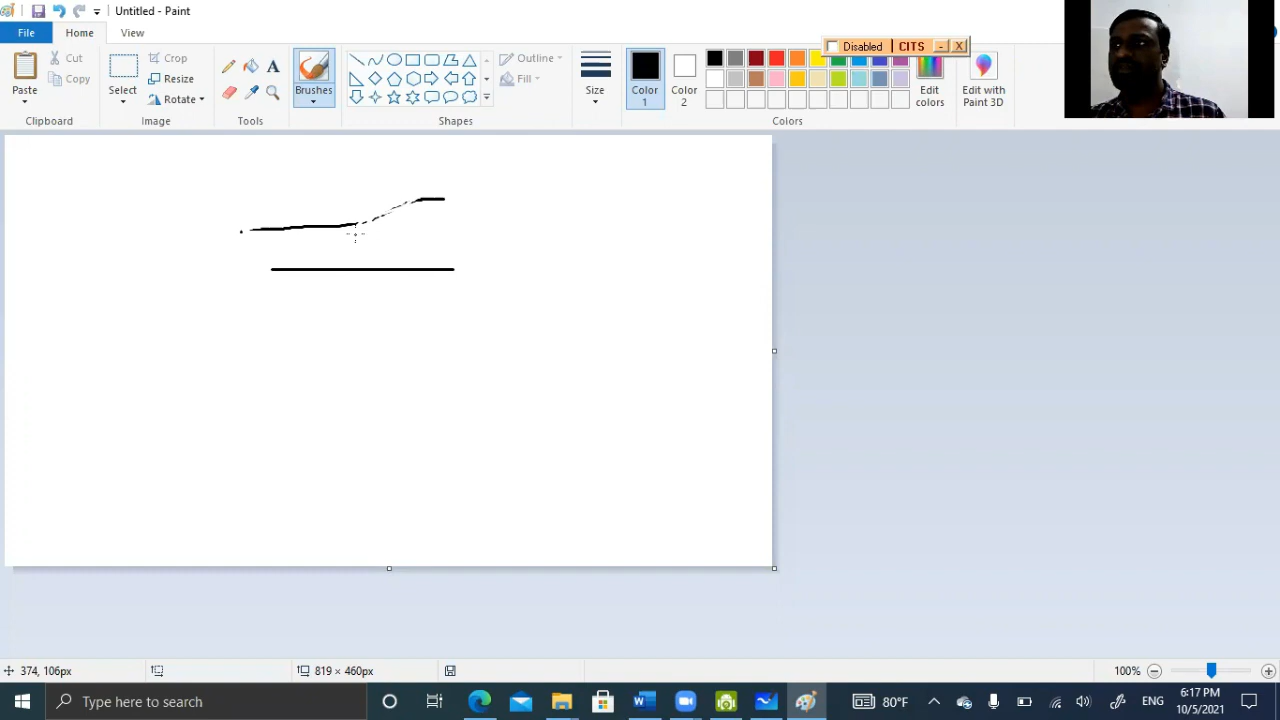 Untitled - Paint
File Home View
Paste
Cut
Copy
Clipboard
Select
Crop
Resize
Rotate
Image
Tools
Brushes
Shapes
Outline
Fill
Size
Color 1
Color 2
Colors
Edit colors
Edit with Paint 3D
Disabled CITS - X
374, 106px
819 × 460px
100%
Type here to search
80°F
ENG
6:17 PM
10/5/2021